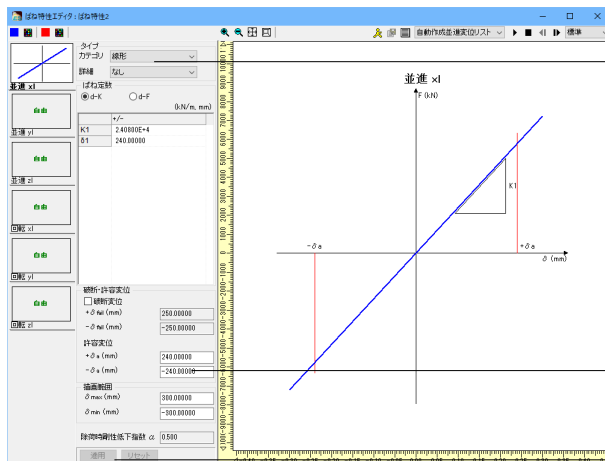 ばね特性エディタ : ばね特性2
自動作成並進変位リスト
標準
並進 xl
自由
並進 yl
自由
並進 zl
自由
回転 xl
自由
回転 yl
自由
回転 zl
タイプ
カテゴリ 線形
詳細 なし
ばね定数
d-K d-F
(kN/m, mm)
+/-
K1 2.40800E+4
δ1 240.00000
破断・許容変位
破断変位
+δ fail (mm) 250.00000
-δ fail (mm) -250.00000
許容変位
+δ a (mm) 240.00000
-δ a (mm) -240.00000
描画範囲
δ max (mm) 300.00000
δ min (mm) -300.00000
除荷時剛性低下指数 α 0.500
適用 リセット
並進 xl
F (kN)
K1
-δ a
+δ a
δ (mm)